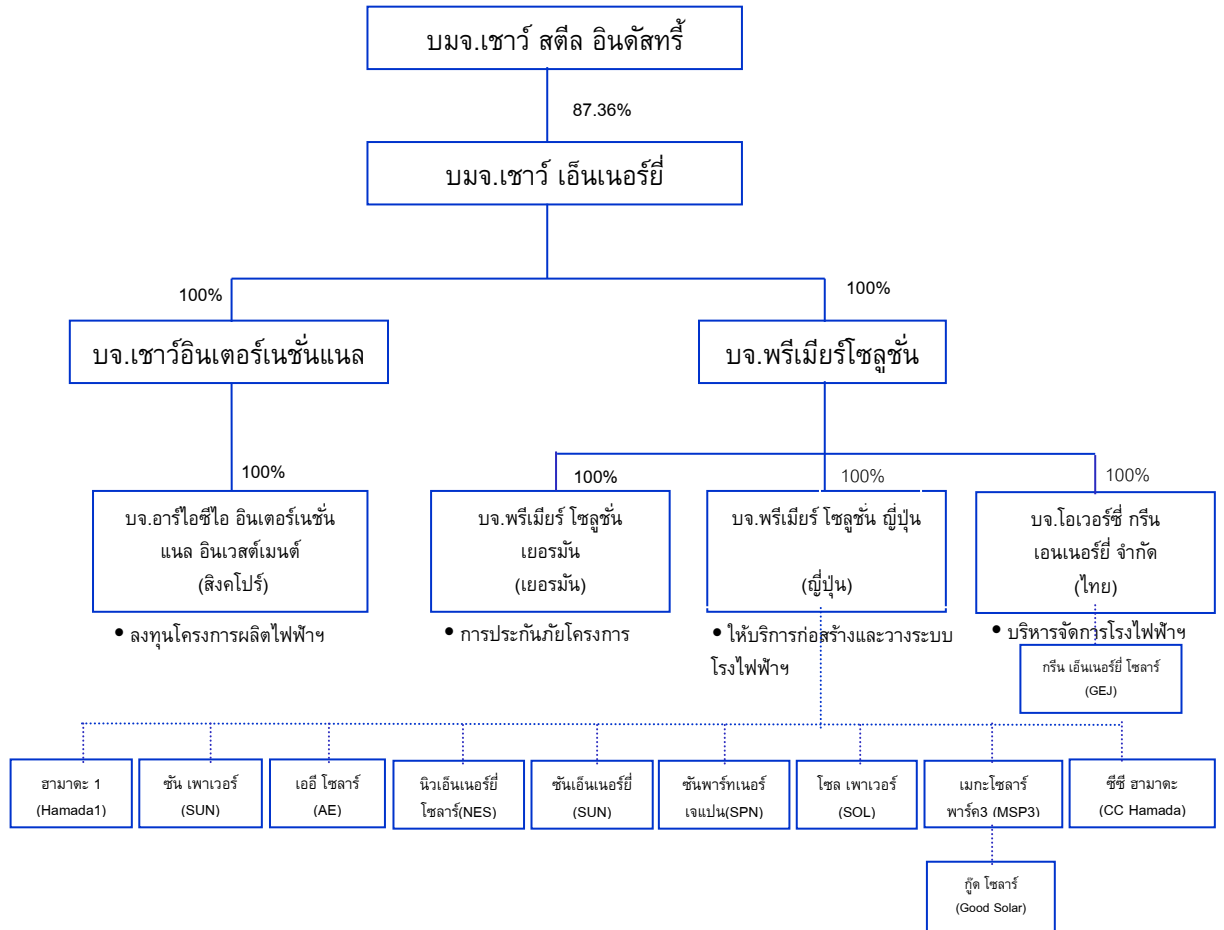 บมจ.เชาว์ สตีล อินดัสทรี้
87.36%
บมจ.เชาว์ เอ็นเนอร์ยี่
100%
100%
บจ.เชาว์อินเตอร์เนชั่นแนล
บจ.พรีเมียร์โซลูชั่น
100%
100%
100%
100%
บจ.อาร์ไอซีไอ อินเตอร์เนชั่น
แนล อินเวสต์เมนต์
(สิงคโปร์)
บจ.พรีเมียร์ โซลูชั่น
เยอรมัน
(เยอรมัน)
บจ.พรีเมียร์ โซลูชั่น ญี่ปุ่น
(ญี่ปุ่น)
บจ.โอเวอร์ซี่ กรีน
เอนเนอร์ยี่ จำกัด
(ไทย)
• ลงทุนโครงการผลิตไฟฟ้าฯ
• การประกันภัยโครงการ
• ให้บริการก่อสร้างและวางระบบ
โรงไฟฟ้าฯ
• บริหารจัดการโรงไฟฟ้าฯ
กรีน เอ็นเนอร์ยี่ โซลาร์
(GEJ)
ฮามาดะ 1
(Hamada1)
ซัน เพาเวอร์
(SUN)
เออี โซลาร์
(AE)
นิวเอ็นเนอร์ยี่
โซลาร์(NES)
ซันเอ็นเนอร์ยี่
(SUN)
ซันพาร์ทเนอร์
เจแปน(SPN)
โซล เพาเวอร์
(SOL)
เมกะโซลาร์
พาร์ค3 (MSP3)
ซีซี ฮามาดะ
(CC Hamada)
กู๊ด โซลาร์
(Good Solar)